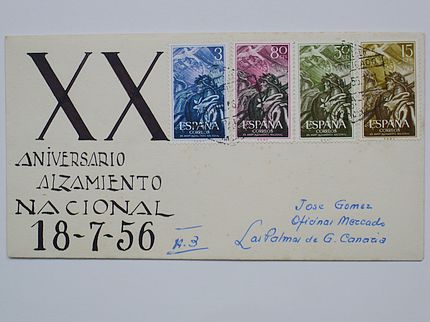 XX
ANIVERSARIO
ALZAMIENTO
NACIONAL
18-7-56
3
ESPAÑA
CORREOS
80
ESPAÑA
CORREOS
50
ESPAÑA
CORREOS
15
ESPAÑA
CORREOS
Jose Gomez
Oficinas Mercado
Las Palmas de G. Canaria